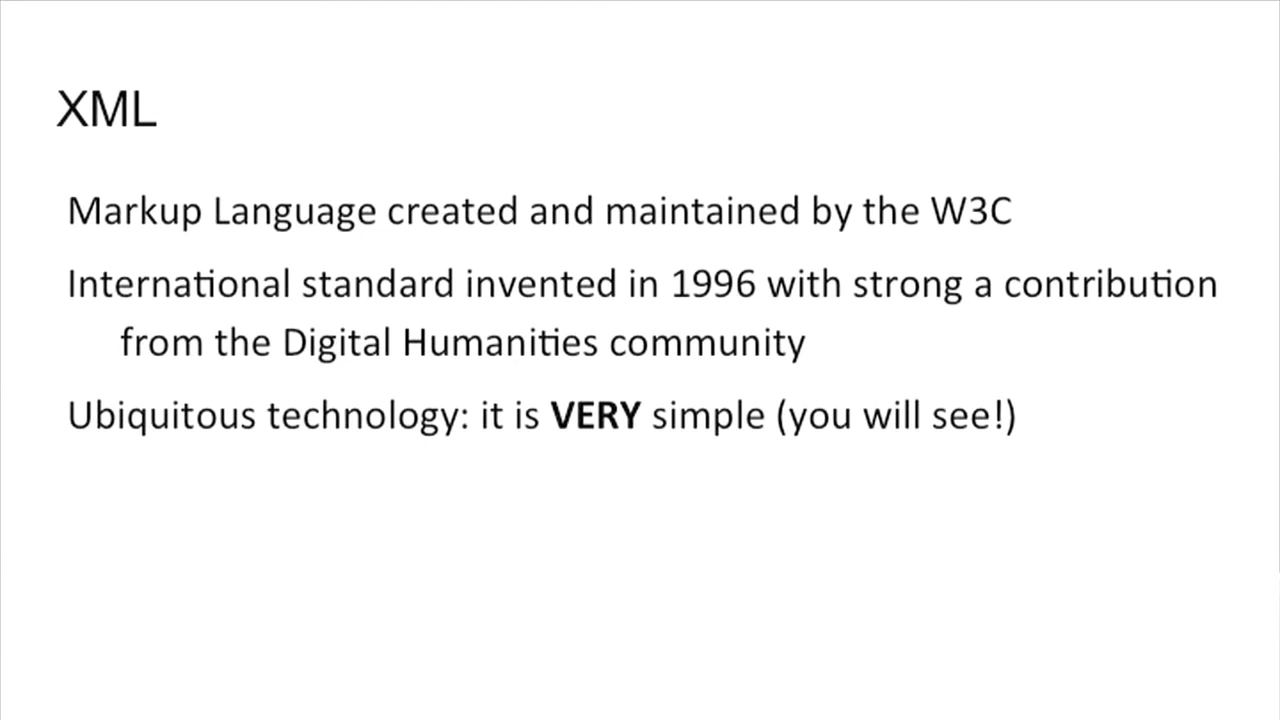 XML
Markup Language created and maintained by the W3C
International standard invented in 1996 with strong a contribution
from the Digital Humanities community
Ubiquitous technology: it is VERY simple (you will see!)